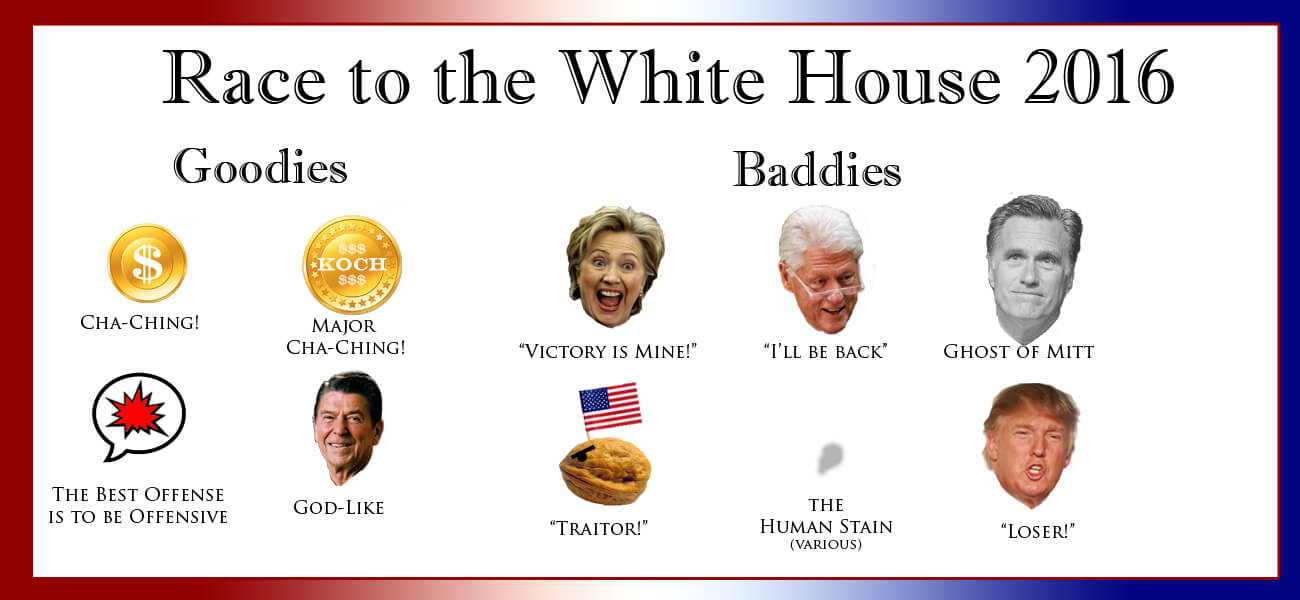 Race to the White House 2016
Goodies
Baddies
$
$$$
KOCH
$$$
Cha-Ching!
Major
Cha-Ching!
“Victory is Mine!”
“I’ll be back”
Ghost of Mitt
The Best Offense
is to be Offensive
God-Like
“Traitor!”
the
Human Stain
(various)
“Loser!”